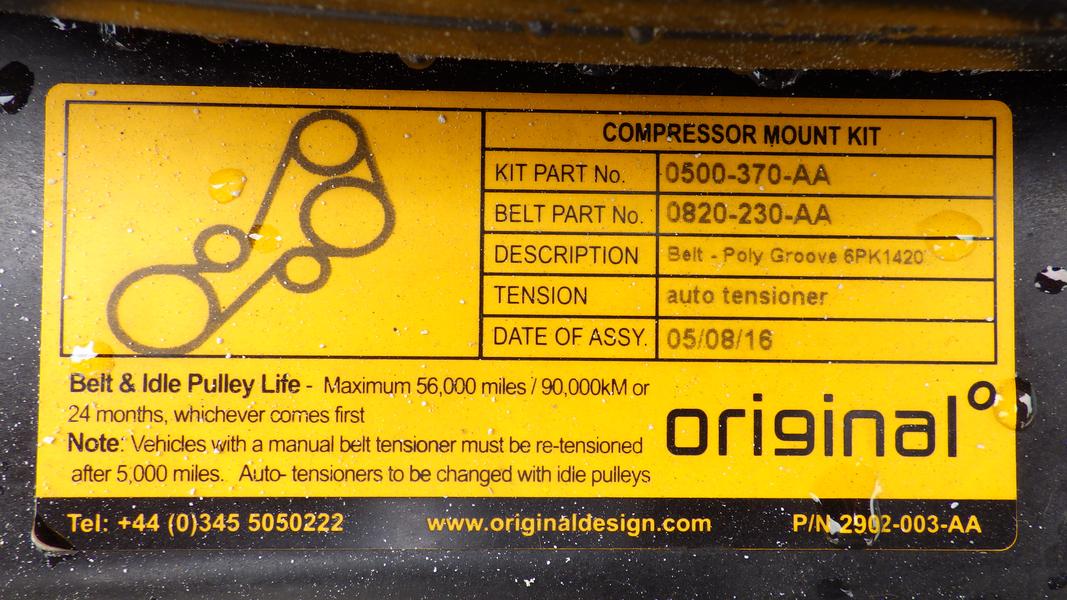 COMPRESSOR MOUNT KIT
KIT PART No. 0500-370-AA
BELT PART No. 0820-230-AA
DESCRIPTION Belt - Poly Groove 6PK1420
TENSION auto tensioner
DATE OF ASSY. 05/08/16
Belt & Idle Pulley Life - Maximum 56,000 miles / 90,000kM or
24 months, whichever comes first
Note: Vehicles with a manual belt tensioner must be re-tensioned
after 5,000 miles. Auto- tensioners to be changed with idle pulleys
original°
Tel: +44 (0)345 5050222 www.originaldesign.com P/N 2902-003-AA